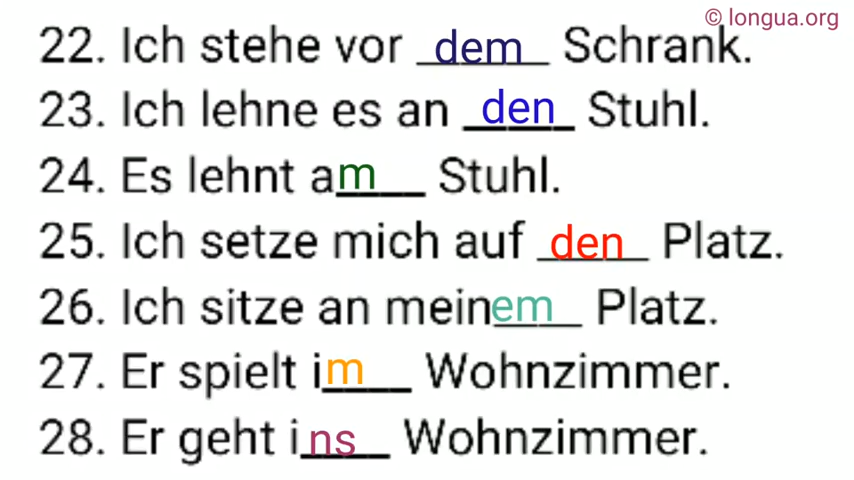 © longua.org
22. Ich stehe vor dem Schrank.
23. Ich lehne es an den Stuhl.
24. Es lehnt am Stuhl.
25. Ich setze mich auf den Platz.
26. Ich sitze an meinem Platz.
27. Er spielt im Wohnzimmer.
28. Er geht ins Wohnzimmer.